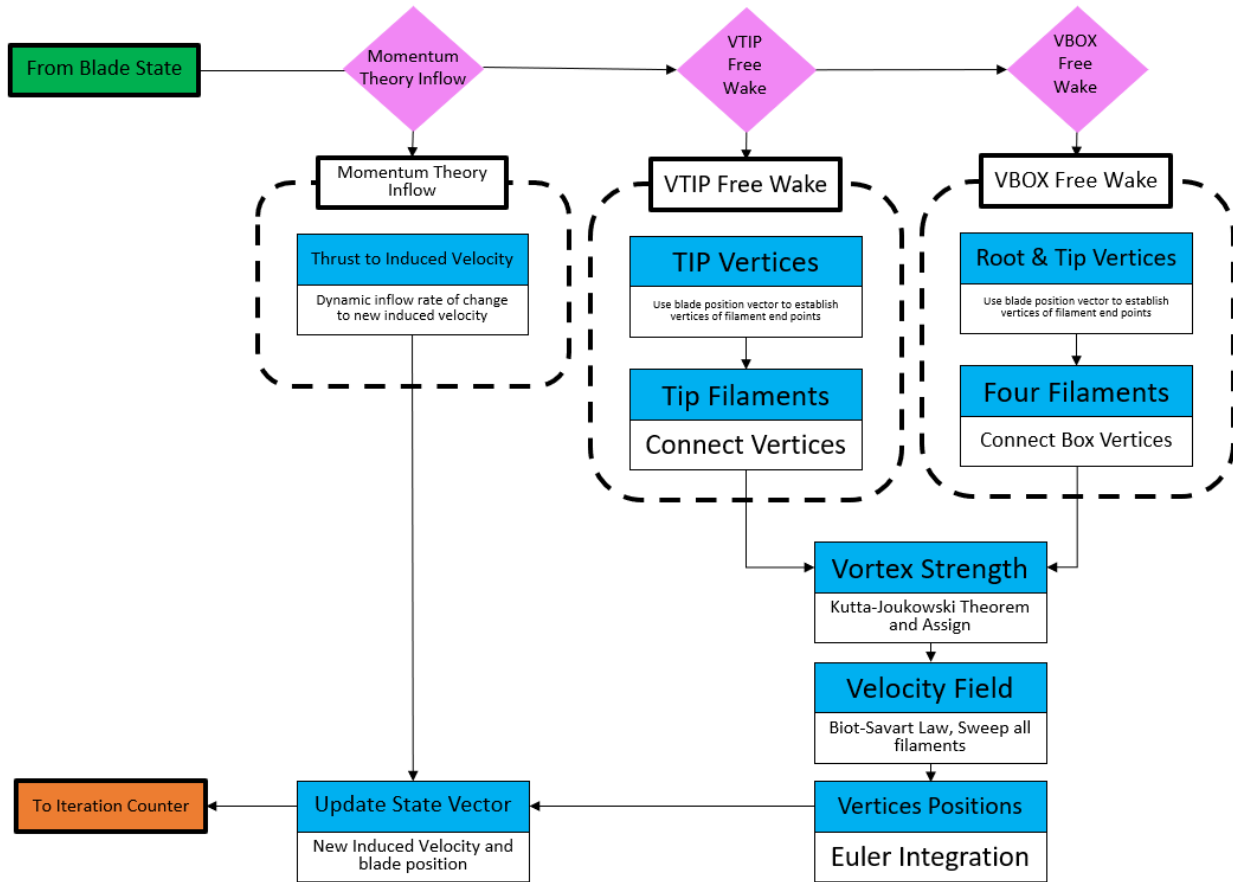 From Blade State
Momentum
Theory Inflow
VTIP
Free
Wake
VBOX
Free
Wake
Momentum Theory
Inflow
VTIP Free Wake
VBOX Free Wake
Thrust to Induced Velocity
Dynamic inflow rate of change
to new induced velocity
TIP Vertices
Use blade position vector to establish
vertices of filament end points
Root & Tip Vertices
Use blade position vector to establish
vertices of filament end points
Tip Filaments
Connect Vertices
Four Filaments
Connect Box Vertices
Vortex Strength
Kutta-Joukowski Theorem
and Assign
Velocity Field
Biot-Savart Law, Sweep all
filaments
To Iteration Counter
Update State Vector
New Induced Velocity and
blade position
Vertices Positions
Euler Integration